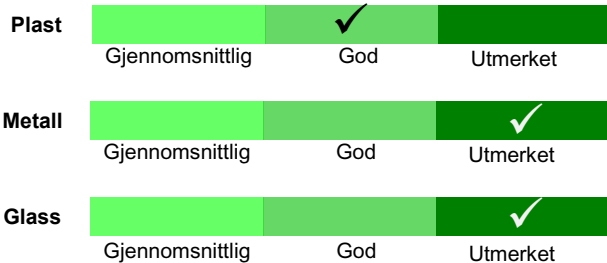 Plast
Gjennomsnittlig God Utmerket
Metall
Gjennomsnittlig God Utmerket
Glass
Gjennomsnittlig God Utmerket